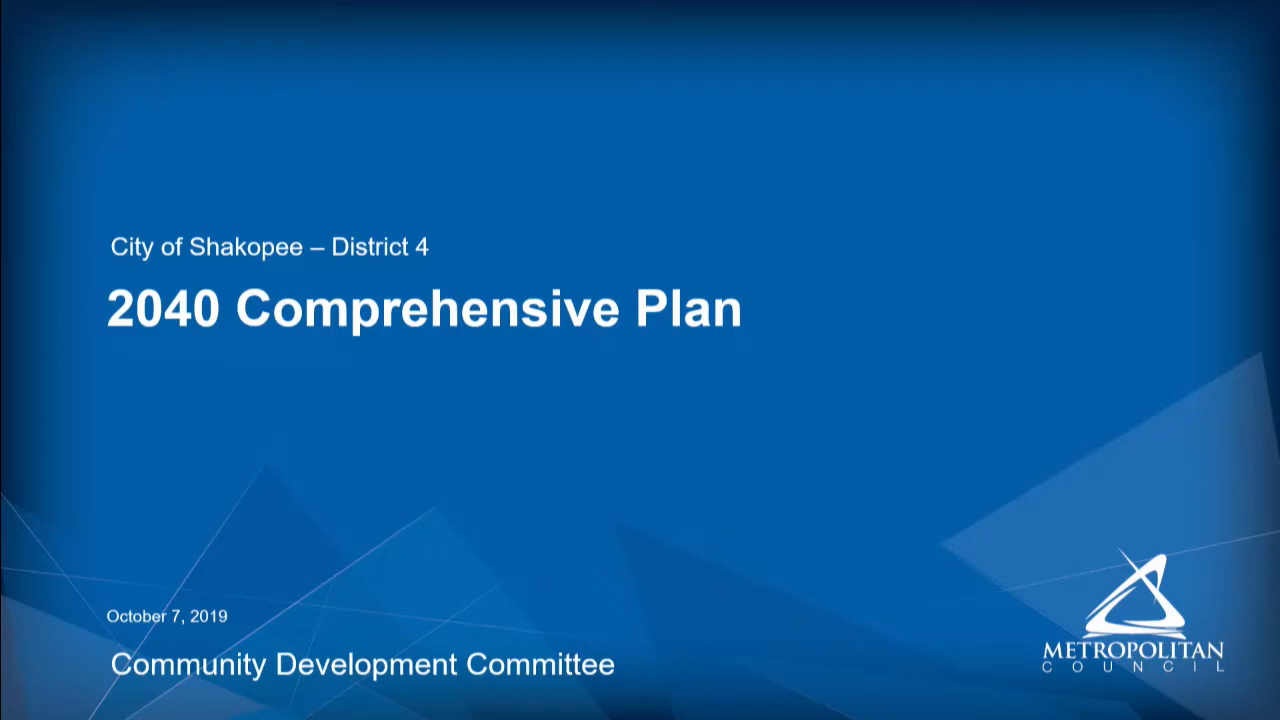 City of Shakopee – District 4
2040 Comprehensive Plan
October 7, 2019
Community Development Committee
METROPOLITAN
COUNCIL